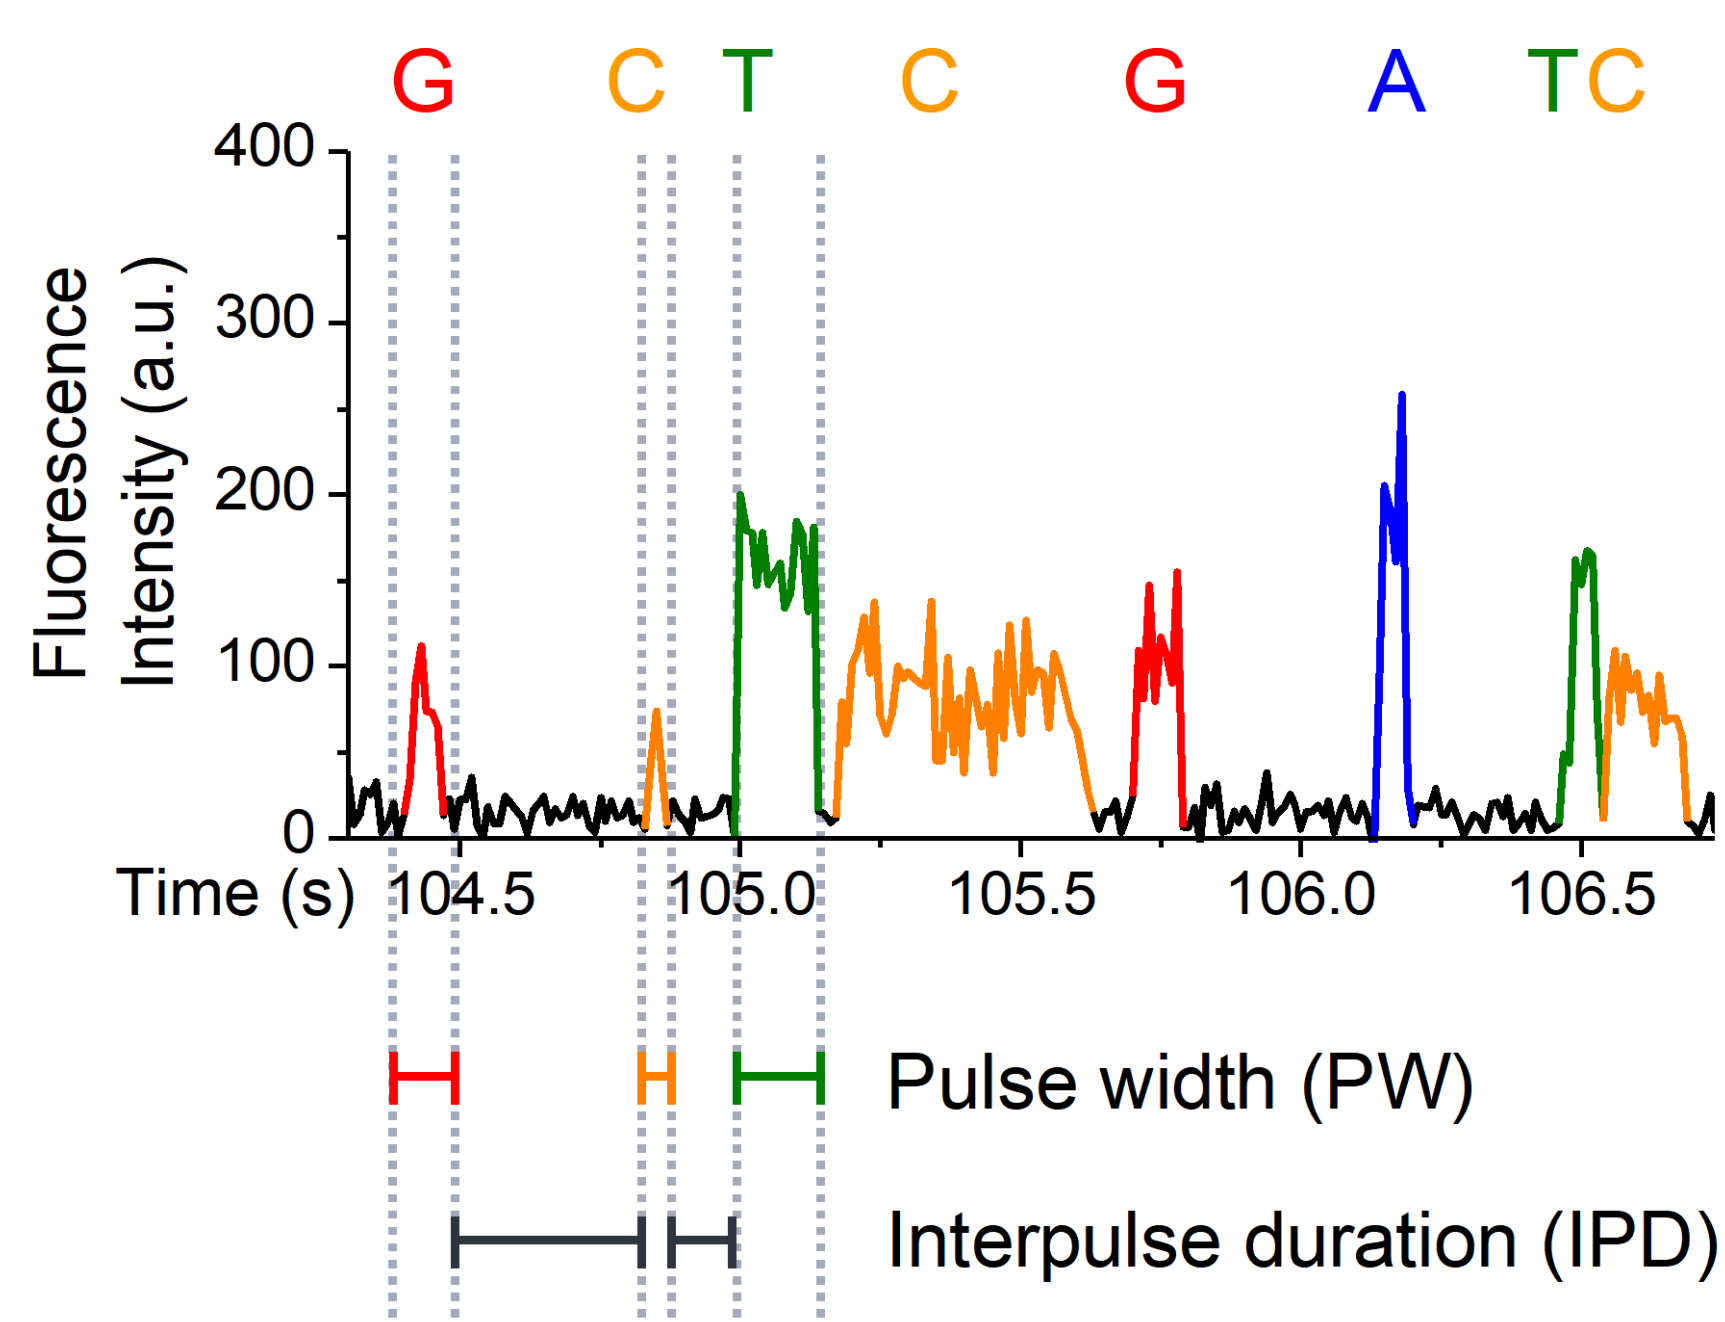 G C T C G A T C
400
300
200
100
0
Fluorescence
Intensity (a.u.)
Time (s) 104.5 105.0 105.5 106.0 106.5
Pulse width (PW)
Interpulse duration (IPD)